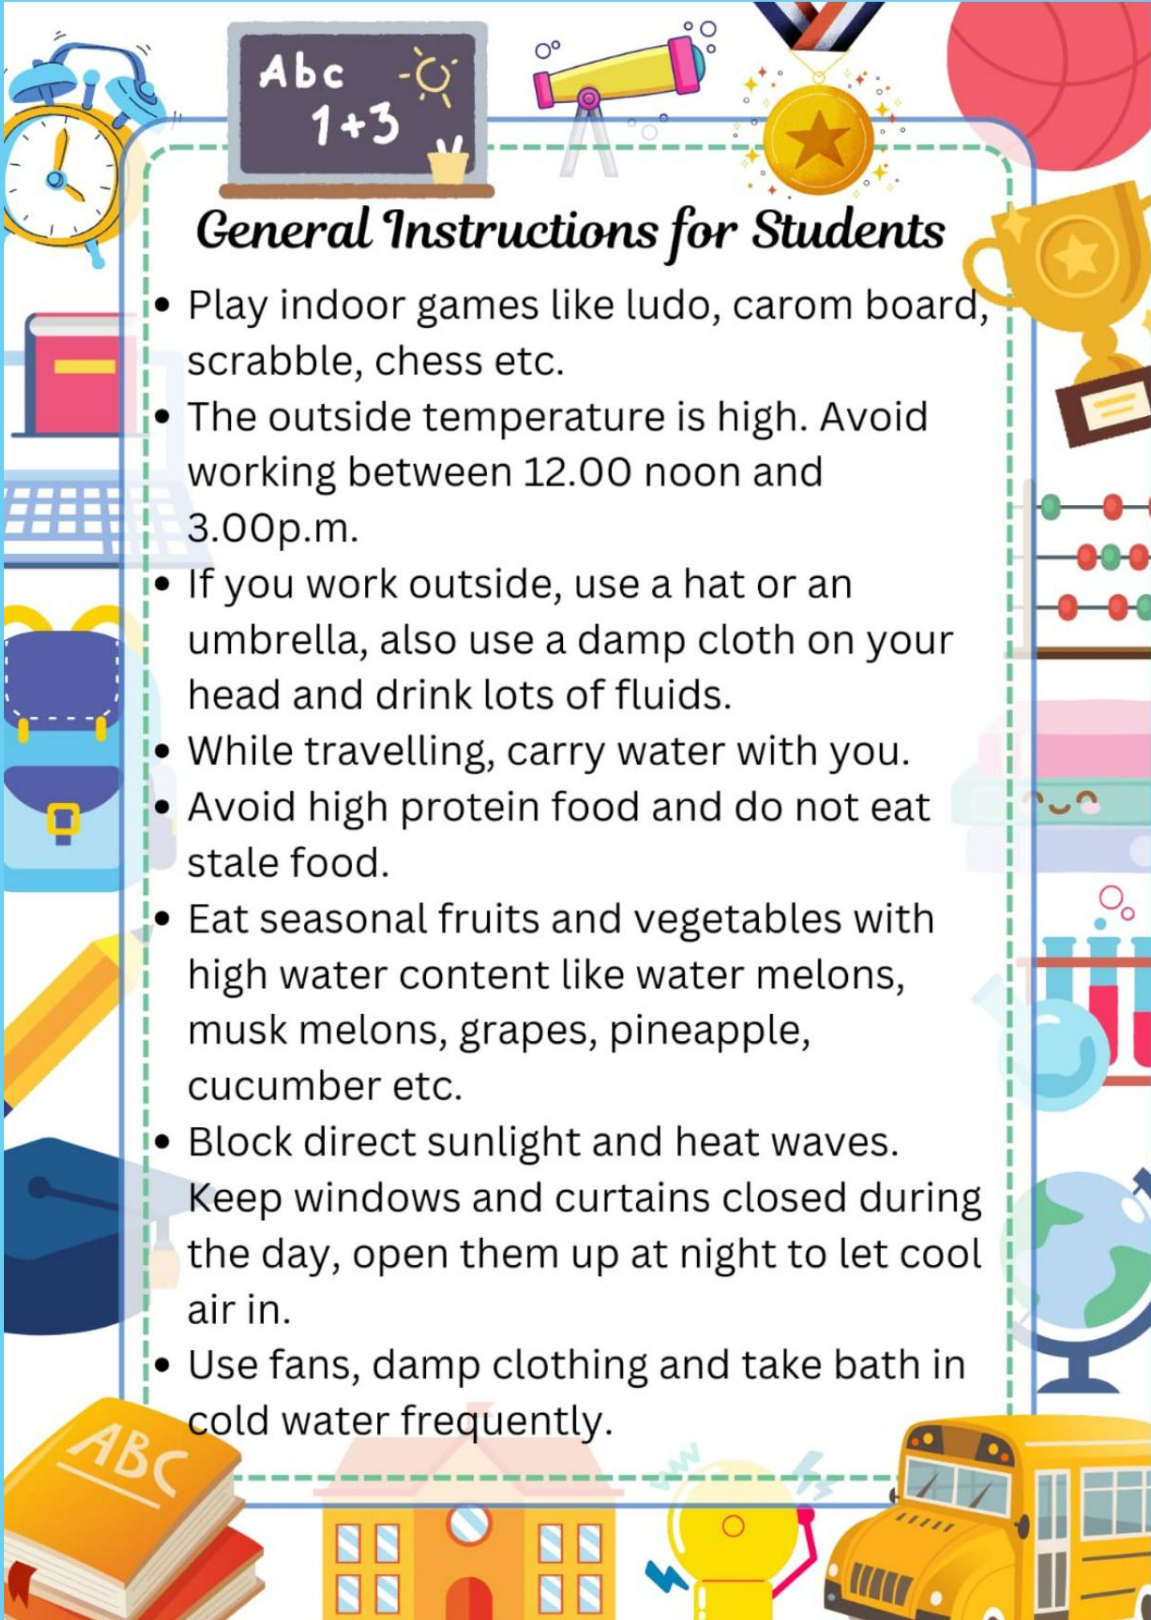 Abc
1+3
General Instructions for Students
• Play indoor games like ludo, carom board,
scrabble, chess etc.
• The outside temperature is high. Avoid
working between 12.00 noon and
3.00p.m.
• If you work outside, use a hat or an
umbrella, also use a damp cloth on your
head and drink lots of fluids.
• While travelling, carry water with you.
• Avoid high protein food and do not eat
stale food.
• Eat seasonal fruits and vegetables with
high water content like water melons,
musk melons, grapes, pineapple,
cucumber etc.
• Block direct sunlight and heat waves.
Keep windows and curtains closed during
the day, open them up at night to let cool
air in.
• Use fans, damp clothing and take bath in
cold water frequently.
ABC